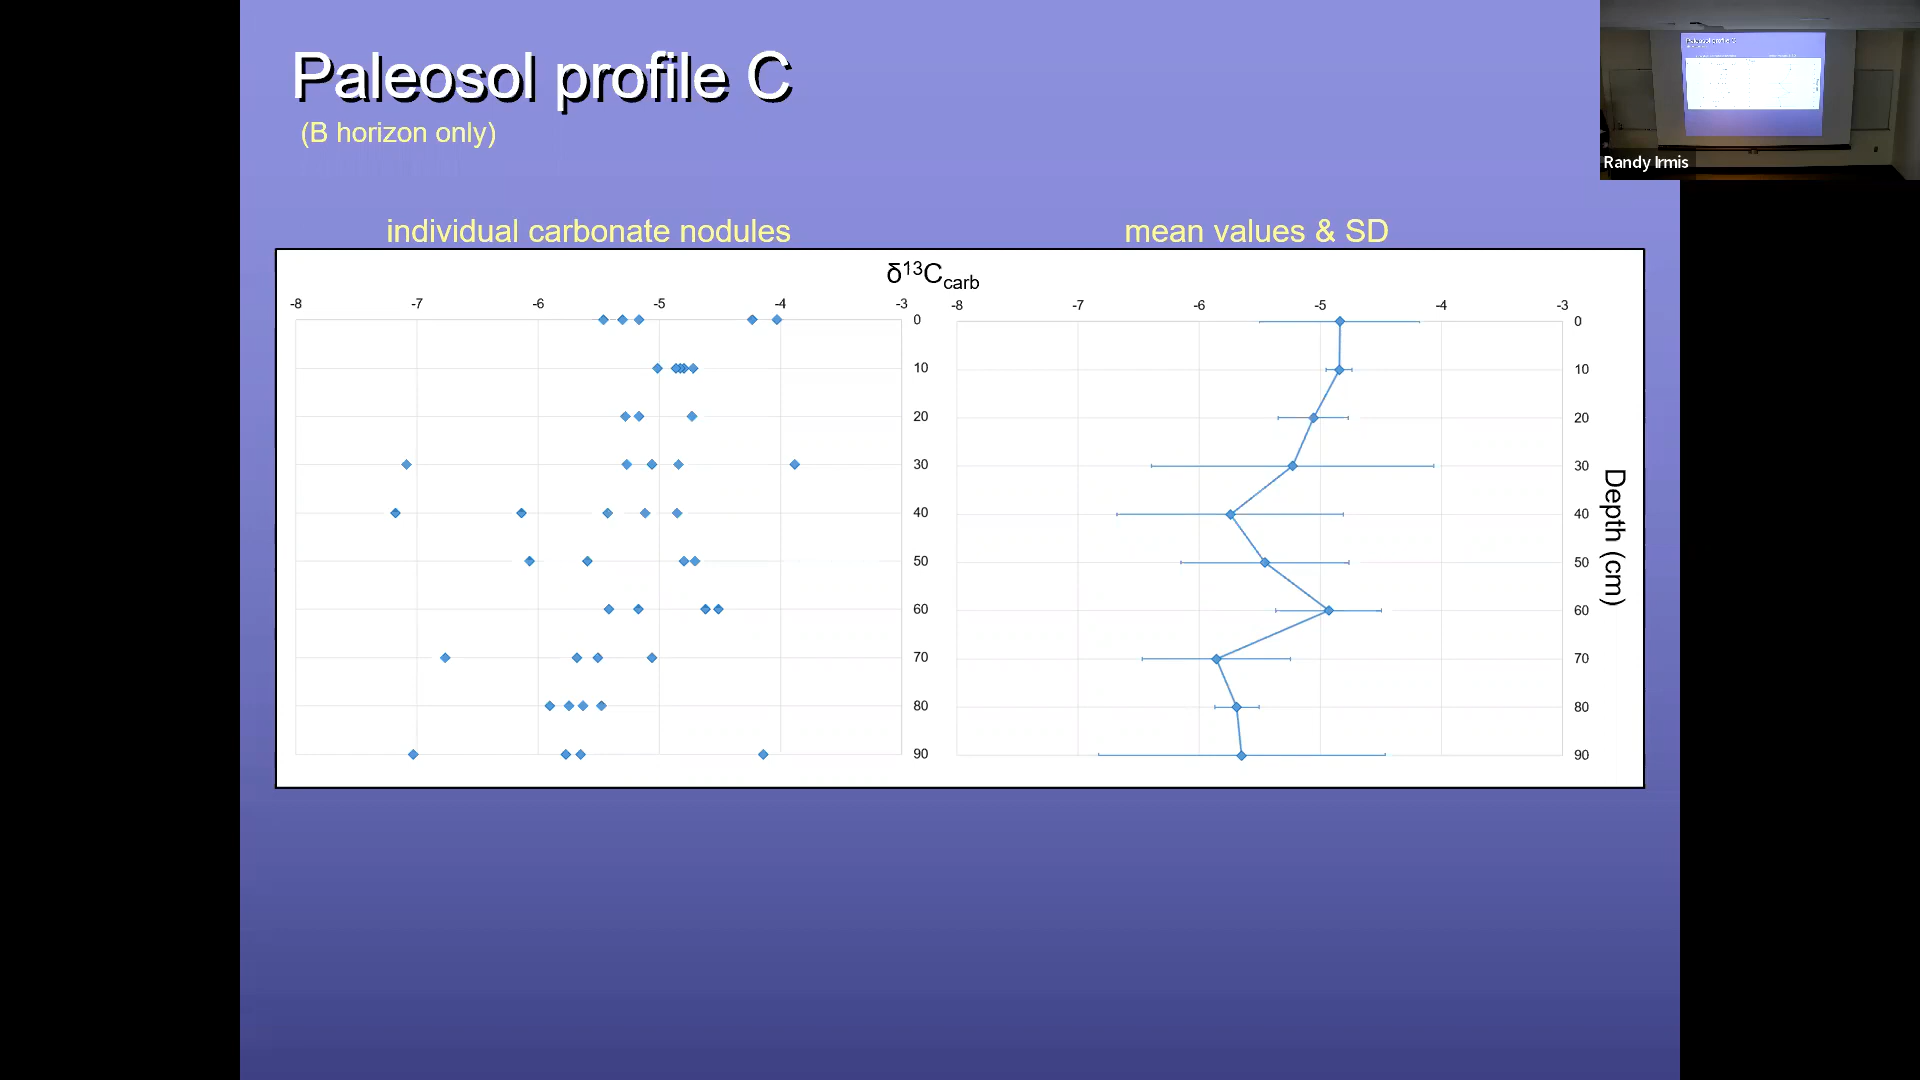 Paleosol profile C
(B horizon only)
Randy Irmis
individual carbonate nodules
mean values & SD
δ¹³Ccarb
-8 -7 -6 -5 -4 -3
0
10
20
30
40
50
60
70
80
90
-8 -7 -6 -5 -4 -3
0
10
20
30
40
50
60
70
80
90
Depth (cm)